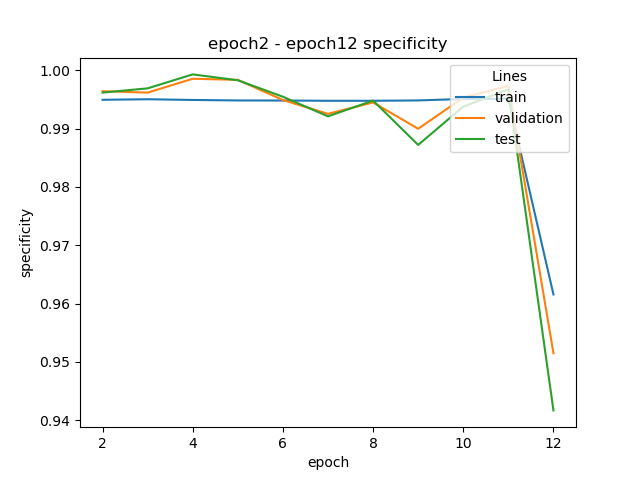 epoch2 - epoch12 specificity
Lines
train
validation
test
1.00
0.99
0.98
0.97
0.96
0.95
0.94
specificity
2 4 6 8 10 12
epoch